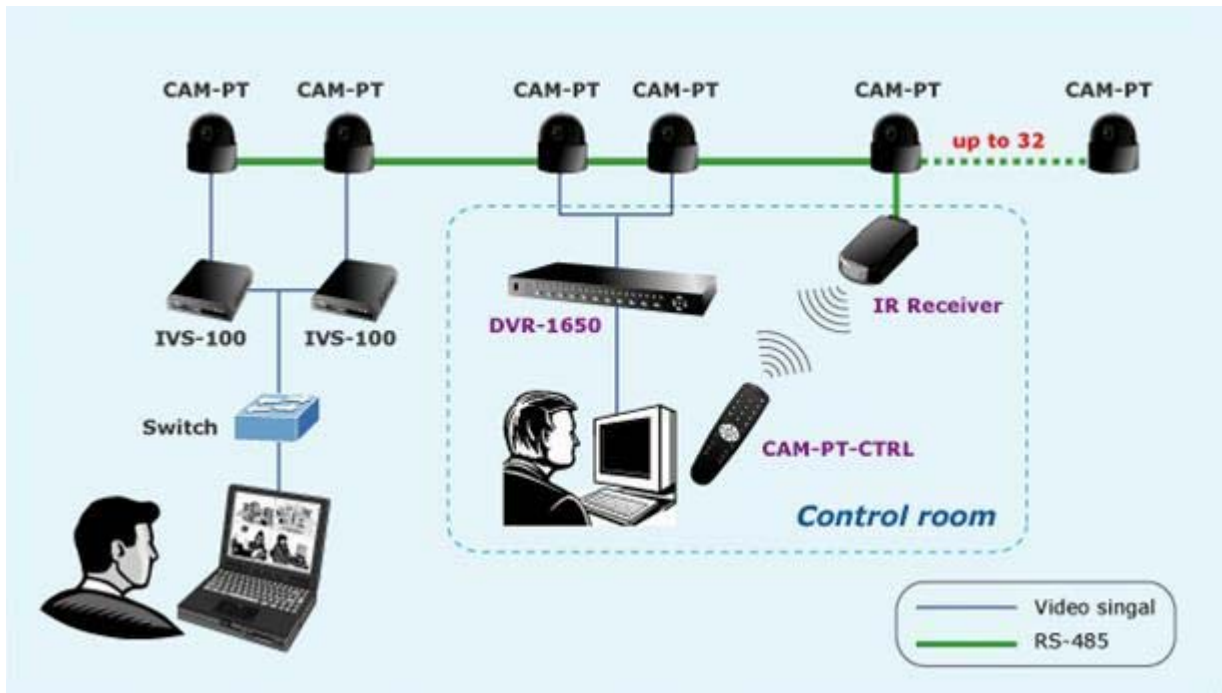 CAM-PT
CAM-PT
CAM-PT
CAM-PT
CAM-PT
CAM-PT
up to 32
IVS-100
IVS-100
DVR-1650
IR Receiver
Switch
CAM-PT-CTRL
Control room
Video singal
RS-485